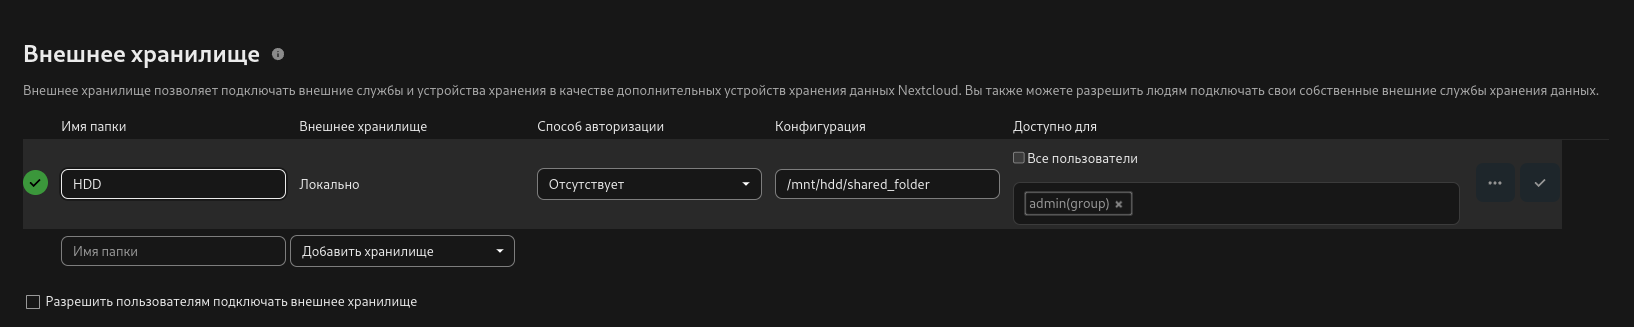 Внешнее хранилище
Внешнее хранилище позволяет подключать внешние службы и устройства хранения в качестве дополнительных устройств хранения данных Nextcloud. Вы также можете разрешить людям подключать свои собственные внешние службы хранения данных.
Имя папки Внешнее хранилище Способ авторизации Конфигурация Доступно для
Все пользователи
HDD Локально Отсутствует /mnt/hdd/shared_folder
admin(group)
Имя папки Добавить хранилище
Разрешить пользователям подключать внешнее хранилище